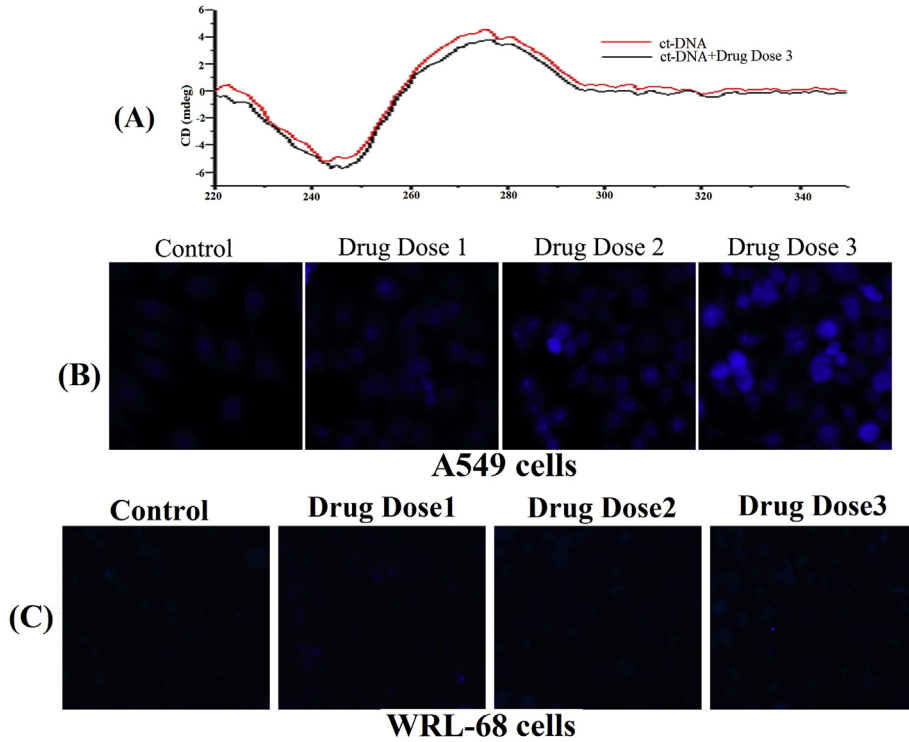 (A)
CD (mdeg)
6
4
2
0
-2
-4
-6
220 240 260 280 300 320 340
ct-DNA
ct-DNA+Drug Dose 3
(B)
Control Drug Dose 1 Drug Dose 2 Drug Dose 3
A549 cells
(C)
Control Drug Dose1 Drug Dose2 Drug Dose3
WRL-68 cells